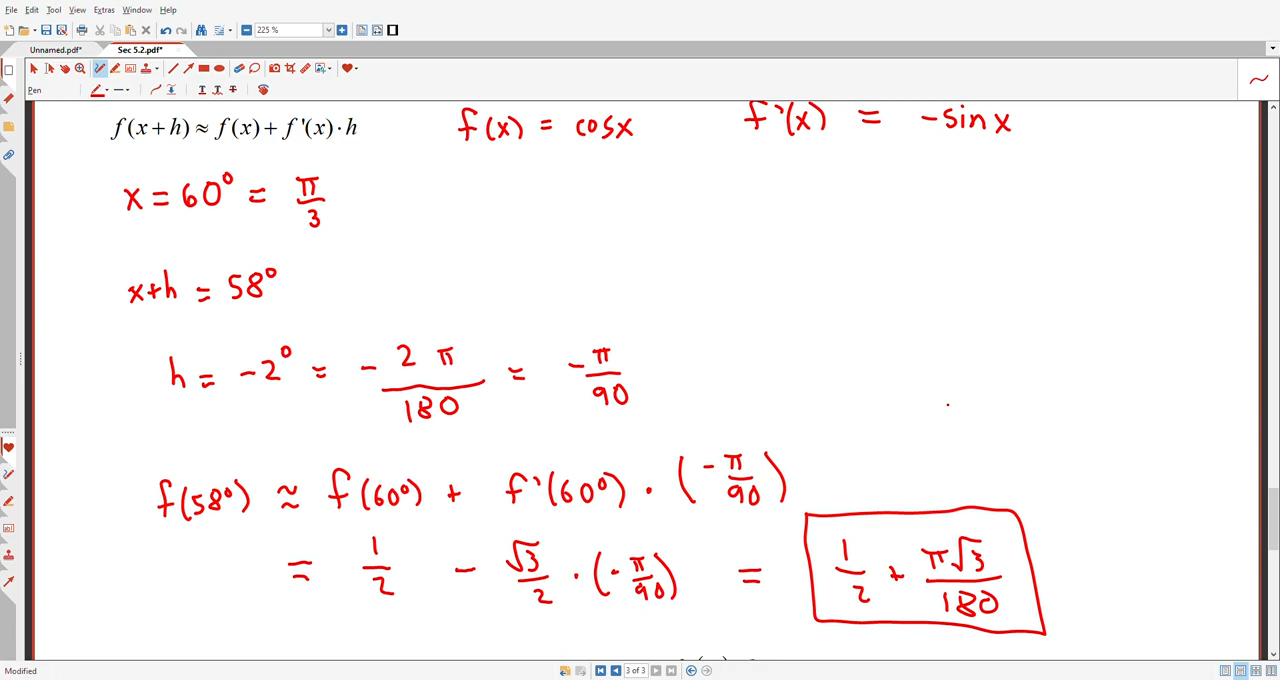 File Edit Tool View Extras Window Help
225 %
Unnamed.pdf* Sec 5.2.pdf*
Pen
f(x+h) ≈ f(x) + f'(x)·h f(x) = cosx f'(x) = -sinx
x = 60° = π/3
x+h = 58°
h = -2° = - 2π/180 = -π/90
f(58°) ≈ f(60°) + f'(60°) · (-π/90)
= 1/2 - √3/2 · (-π/90) = 1/2 + π√3/180
3 of 3
Modified